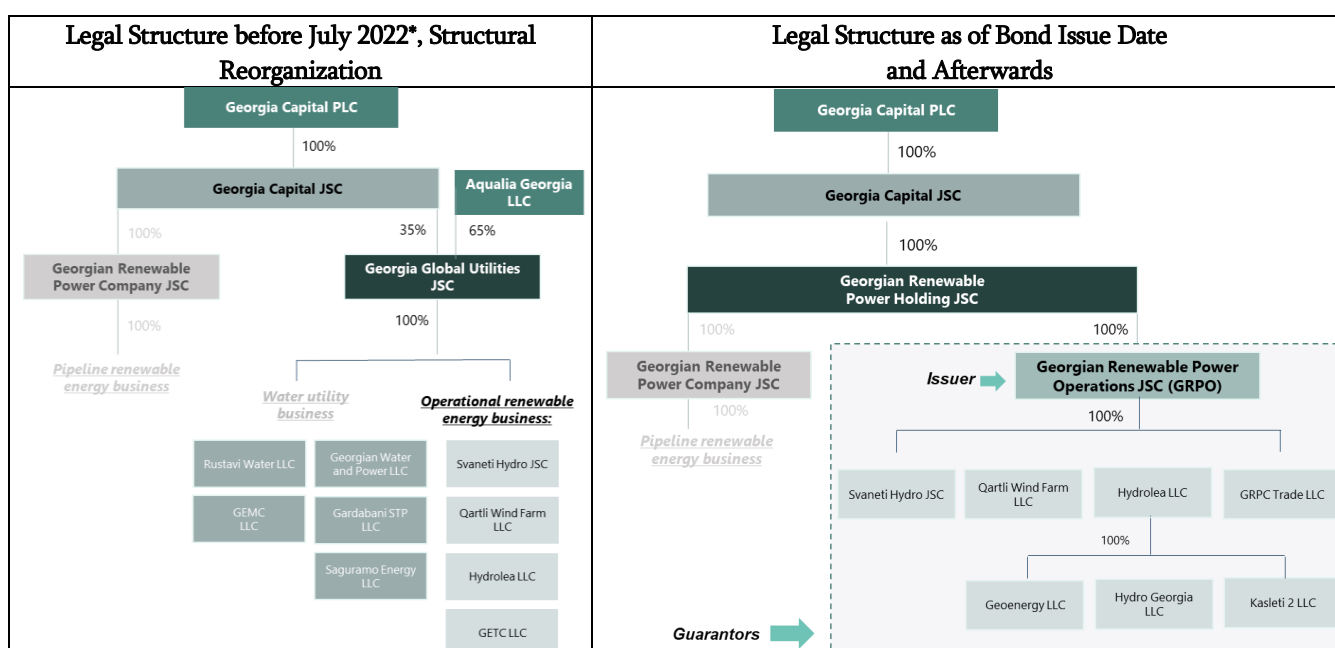 Legal Structure before July 2022*, Structural
Reorganization
Georgia Capital PLC
100%
Georgia Capital JSC
Aqualia Georgia
LLC
100%
35%
65%
Georgian Renewable
Power Company JSC
Georgia Global Utilities
JSC
100%
100%
Pipeline renewable
energy business
Water utility
business
Operational renewable
energy business:
Rustavi Water LLC
Georgian Water
and Power LLC
Svaneti Hydro JSC
GEMC
LLC
Gardabani STP
LLC
Qartli Wind Farm
LLC
Saguramo Energy
LLC
Hydrolea LLC
GETC LLC
Legal Structure as of Bond Issue Date
and Afterwards
Georgia Capital PLC
100%
Georgia Capital JSC
100%
Georgian Renewable
Power Holding JSC
100%
100%
Georgian Renewable
Power Company JSC
Issuer
Georgian Renewable Power
Operations JSC (GRPO)
100%
100%
Pipeline renewable
energy business
Svaneti Hydro JSC
Qartli Wind Farm
LLC
Hydrolea LLC
GRPC Trade LLC
100%
Geoenergy LLC
Hydro Georgia
LLC
Kasleti 2 LLC
Guarantors